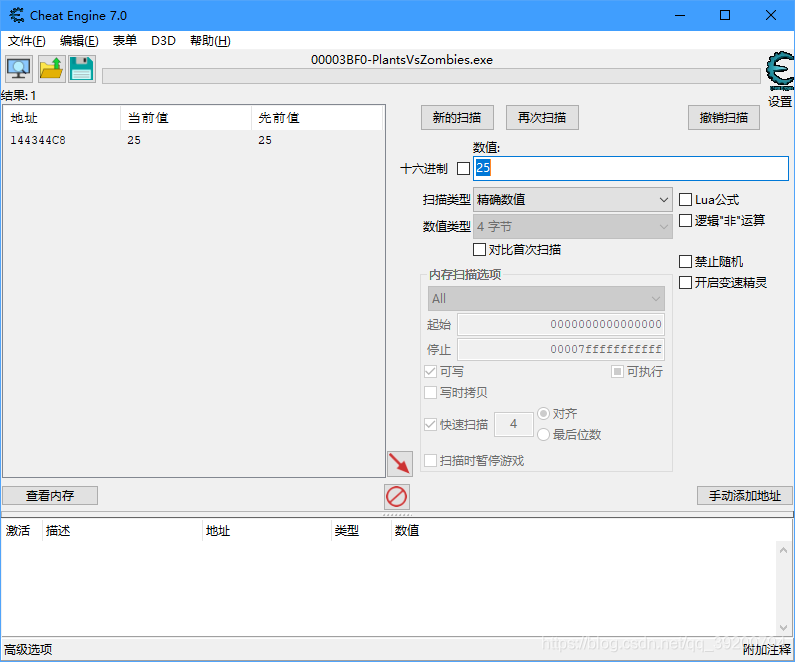 Cheat Engine 7.0
文件(F) 编辑(E) 表单 D3D 帮助(H)
00003BF0-PlantsVsZombies.exe
设置
结果: 1
地址 当前值 先前值
144344C8 25 25
新的扫描 再次扫描 撤销扫描
数值:
十六进制 25
扫描类型 精确数值 Lua公式
数值类型 4 字节 逻辑"非"运算
对比首次扫描
禁止随机
内存扫描选项
开启变速精灵
All
起始 0000000000000000
停止 00007fffffffffff
可写 可执行
写时拷贝
快速扫描 4 对齐
最后位数
扫描时暂停游戏
查看内存 手动添加地址
激活 描述 地址 类型 数值
高级选项 附加注释